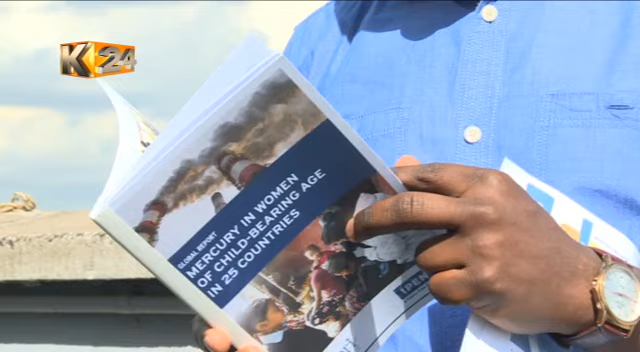 K24
GLOBAL REPORT
MERCURY IN WOMEN
OF CHILD-BEARING AGE
IN 25 COUNTRIES
IPEN